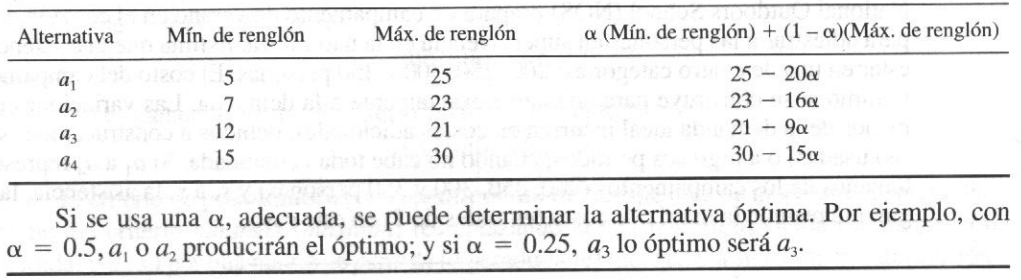 Alternativa Mín. de renglón Máx. de renglón α (Mín. de renglón) + (1 − α)(Máx. de renglón)
a₁ 5 25 25 − 20α
a₂ 7 23 23 − 16α
a₃ 12 21 21 − 9α
a₄ 15 30 30 − 15α
Si se usa una α, adecuada, se puede determinar la alternativa óptima. Por ejemplo, con
α = 0.5, a₁ o a₂ producirán el óptimo; y si α = 0.25, a₃ lo óptimo será a₃.